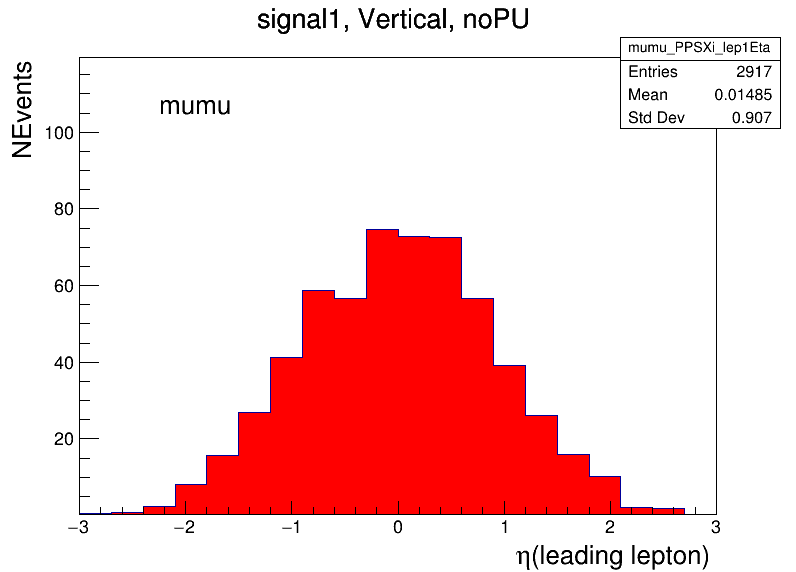 signal1, Vertical, noPU
mumu_PPSXi_lep1Eta
Entries 2917
Mean 0.01485
Std Dev 0.907
NEvents
mumu
100
80
60
40
20
−3 −2 −1 0 1 2 3
η(leading lepton)